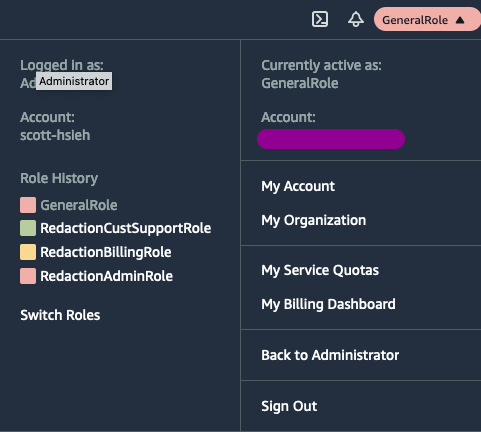 GeneralRole ▲
Logged in as:
Ad
Administrator
Account:
scott-hsieh
Role History
GeneralRole
RedactionCustSupportRole
RedactionBillingRole
RedactionAdminRole
Switch Roles
Currently active as:
GeneralRole
Account:
My Account
My Organization
My Service Quotas
My Billing Dashboard
Back to Administrator
Sign Out